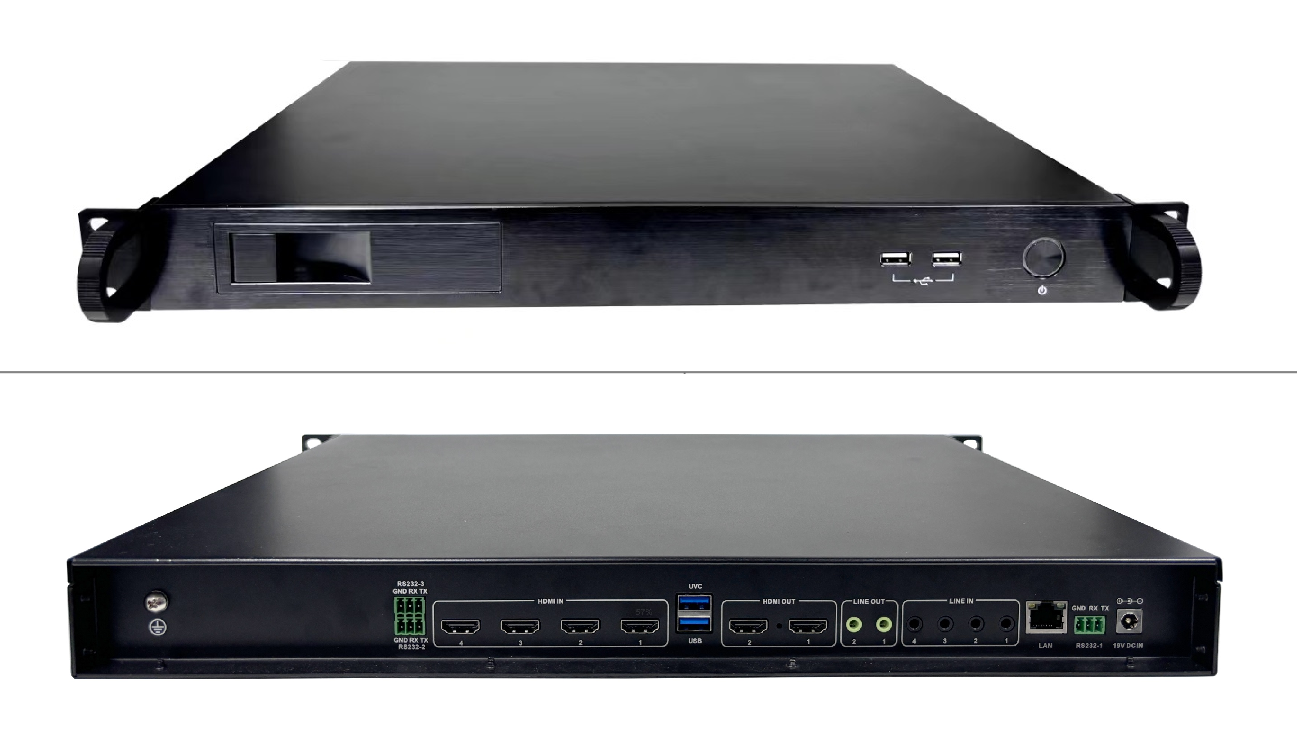 RS232-3
GND RX TX
GND RX TX
RS232-2
HDMI IN
4 3 2 1
57%
UVC
USB
HDMI OUT
2 1
LINE OUT
2 1
LINE IN
4 3 2 1
LAN
GND RX TX
RS232-1
19V DC IN